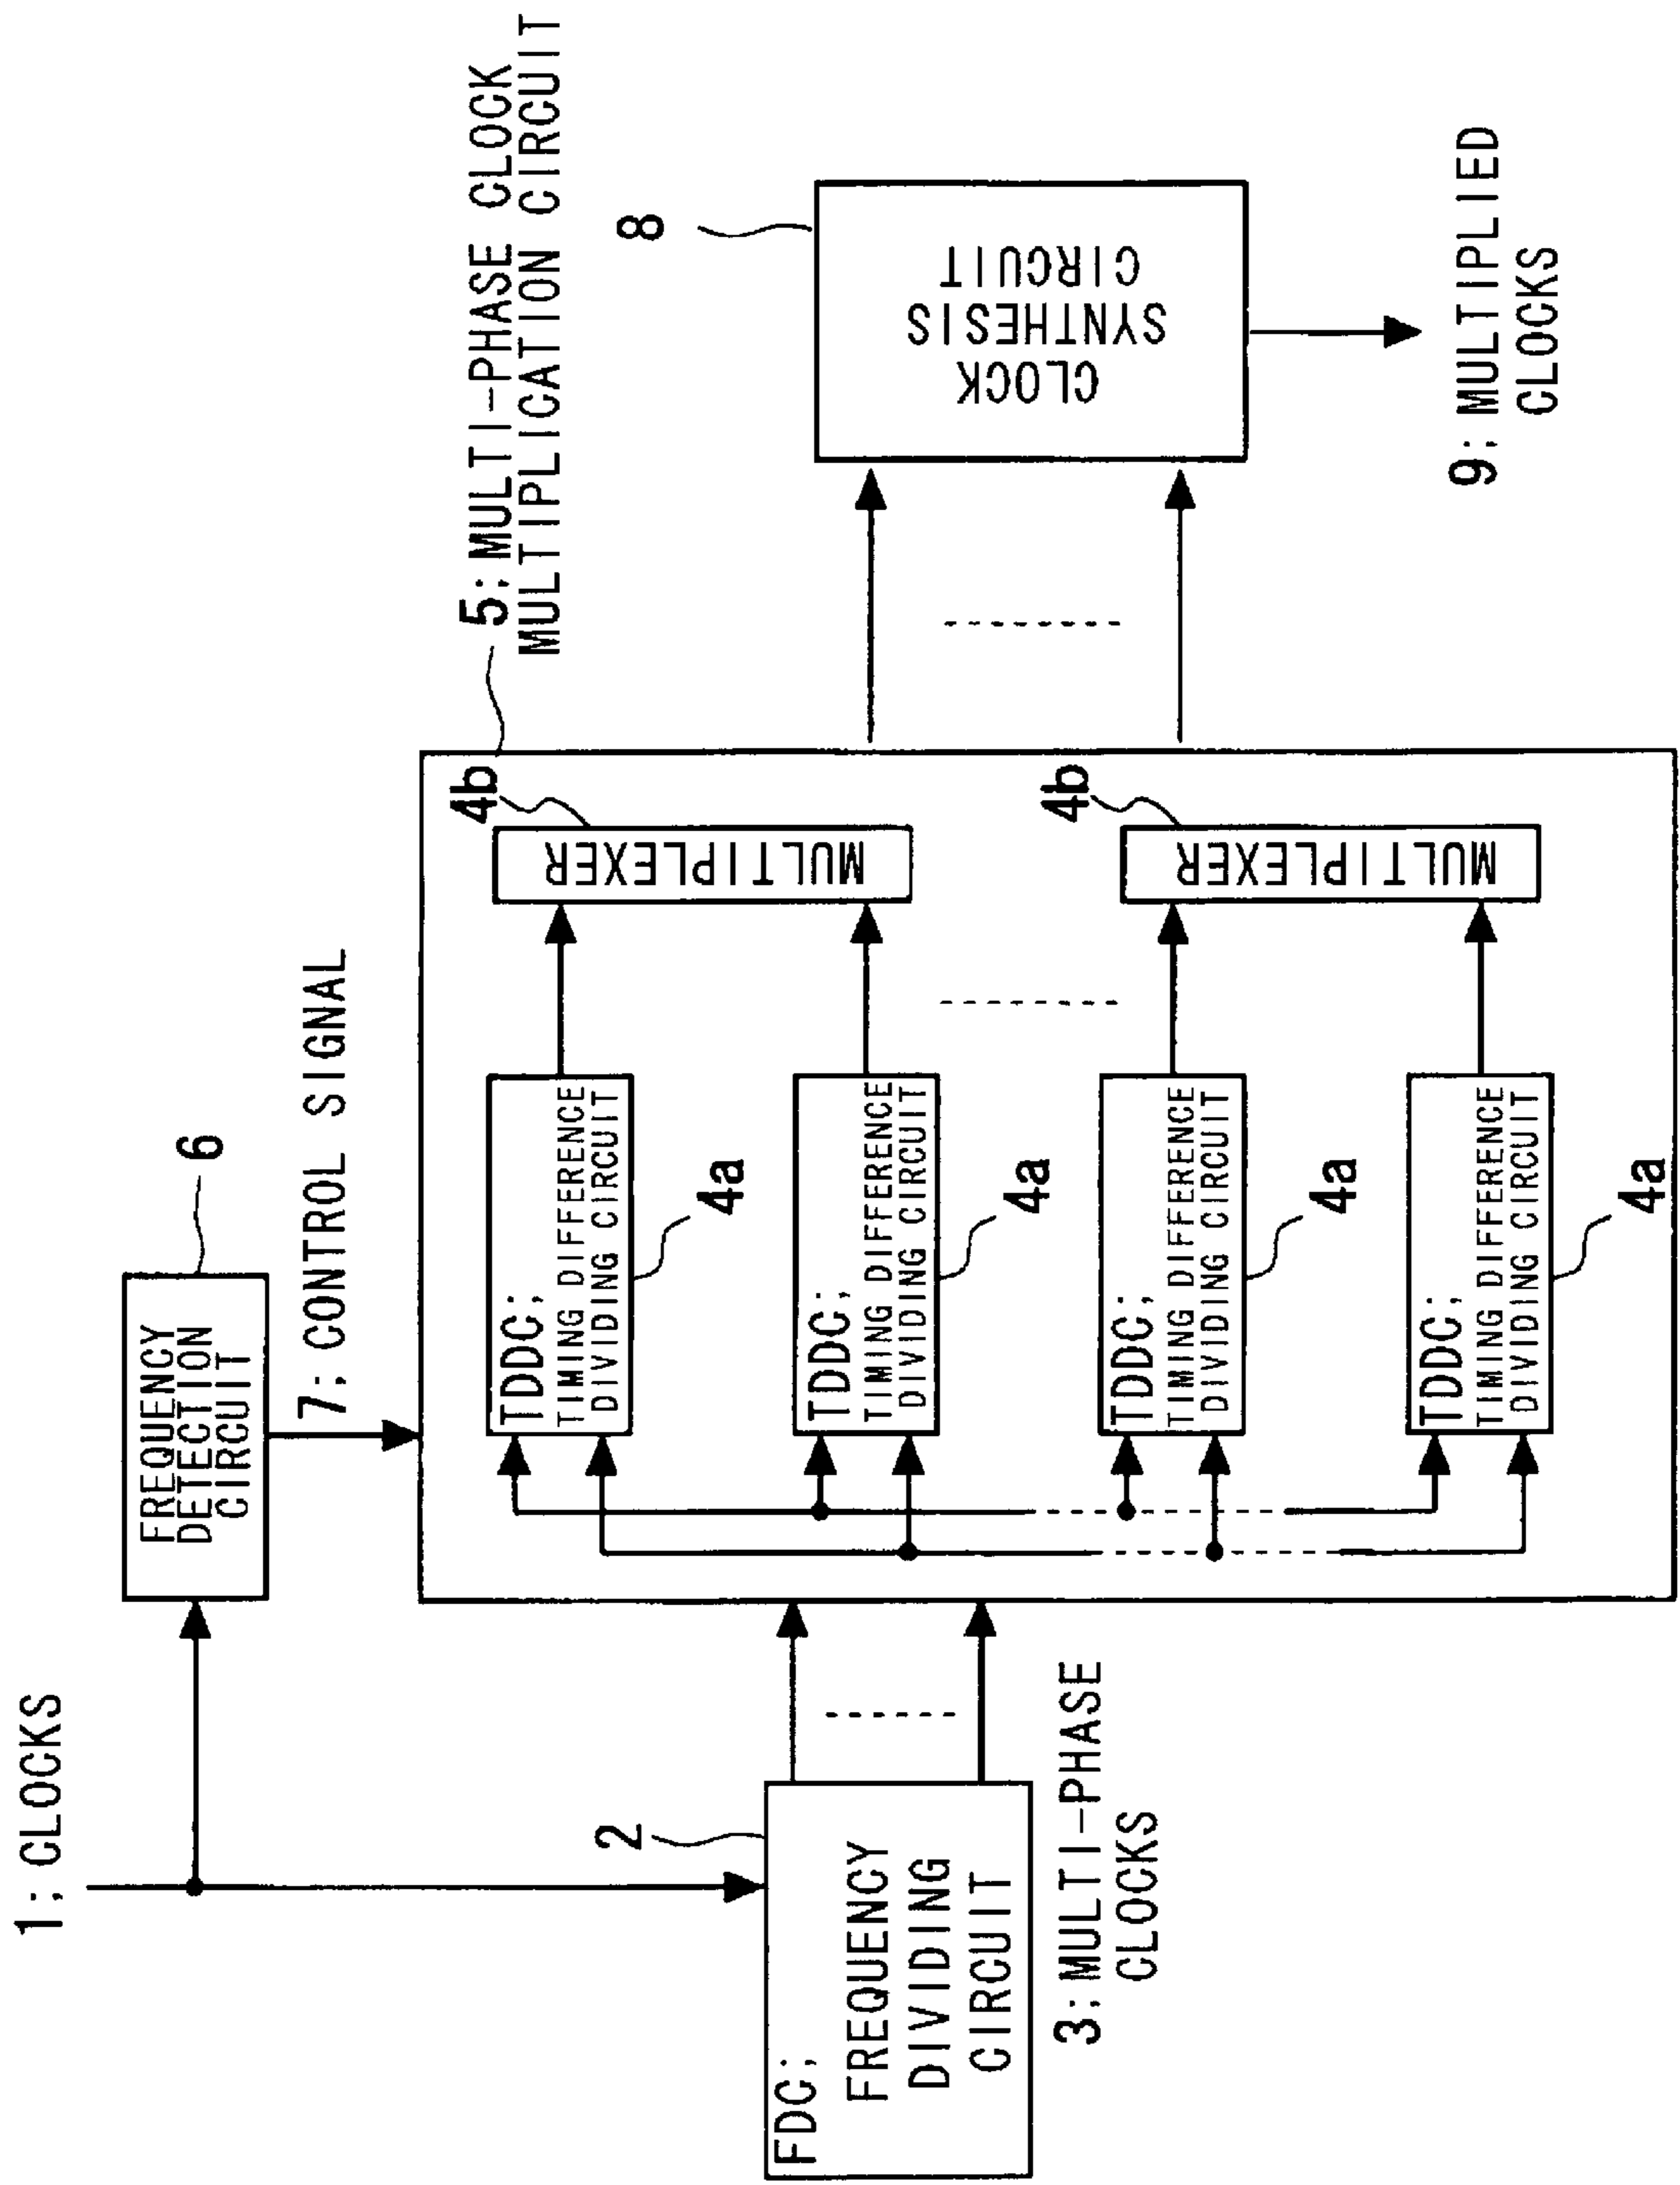 1; CLOCKS
6
FREQUENCY
DETECTION
CIRCUIT
7; CONTROL SIGNAL
5; MULTI-PHASE CLOCK
MULTIPLICATION CIRCUIT
2
FDC;
FREQUENCY
DIVIDING
CIRCUIT
3; MULTI-PHASE
CLOCKS
TDDC;
TIMING DIFFERENCE
DIVIDING CIRCUIT
4a
TDDC;
TIMING DIFFERENCE
DIVIDING CIRCUIT
4a
TDDC;
TIMING DIFFERENCE
DIVIDING CIRCUIT
4a
TDDC;
TIMING DIFFERENCE
DIVIDING CIRCUIT
4a
4b
MULTIPLEXER
4b
MULTIPLEXER
8
CLOCK
SYNTHESIS
CIRCUIT
9; MULTIPLIED
CLOCKS